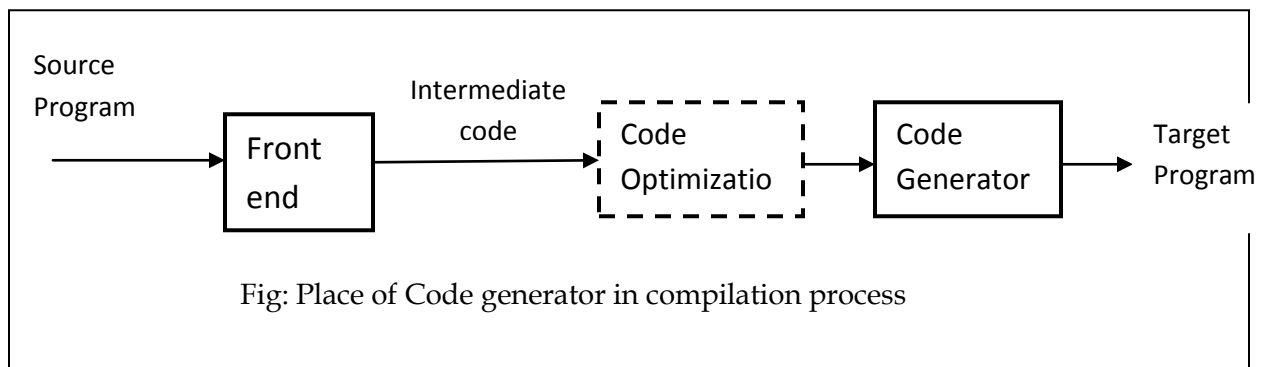 Source
Program
Intermediate
code
Front
end
Code
Optimizatio
Code
Generator
Target
Program
Fig: Place of Code generator in compilation process